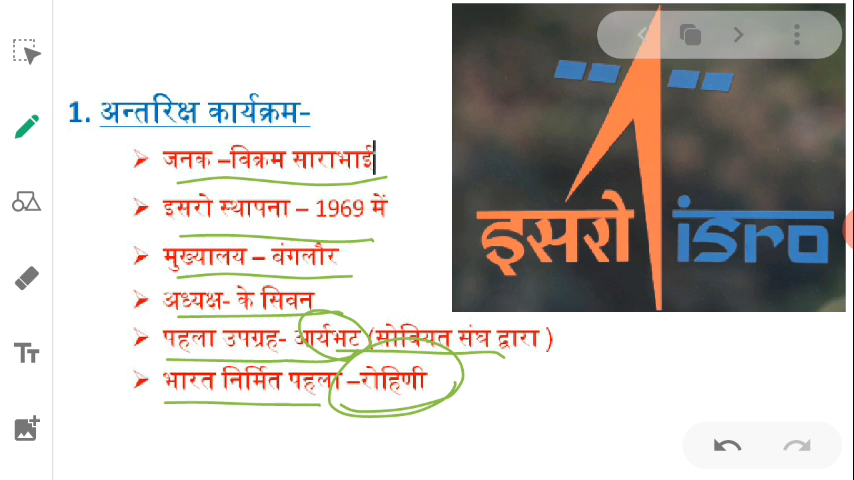 1. अन्तरिक्ष कार्यक्रम-
➢ जनक –विक्रम साराभाई
➢ इसरो स्थापना – 1969 में
➢ मुख्यालय – बंगलौर
➢ अध्यक्ष- के सिवन
➢ पहला उपग्रह- आर्यभट (सोवियत संघ द्वारा )
➢ भारत निर्मित पहला –रोहिणी
इसरो isro
Tт